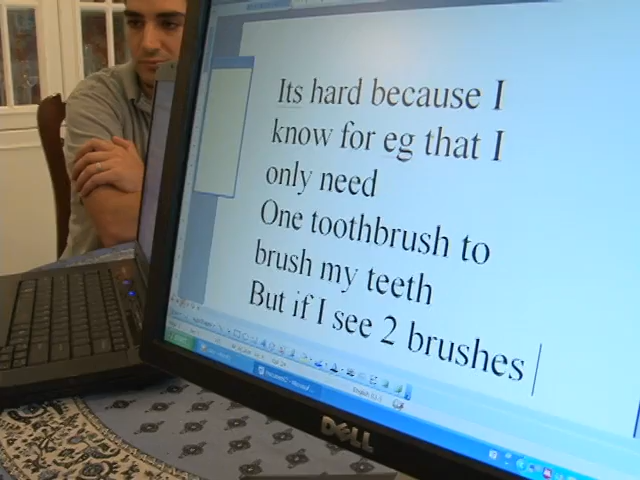 Its hard because I
know for eg that I
only need
One toothbrush to
brush my teeth
But if I see 2 brushes
DELL